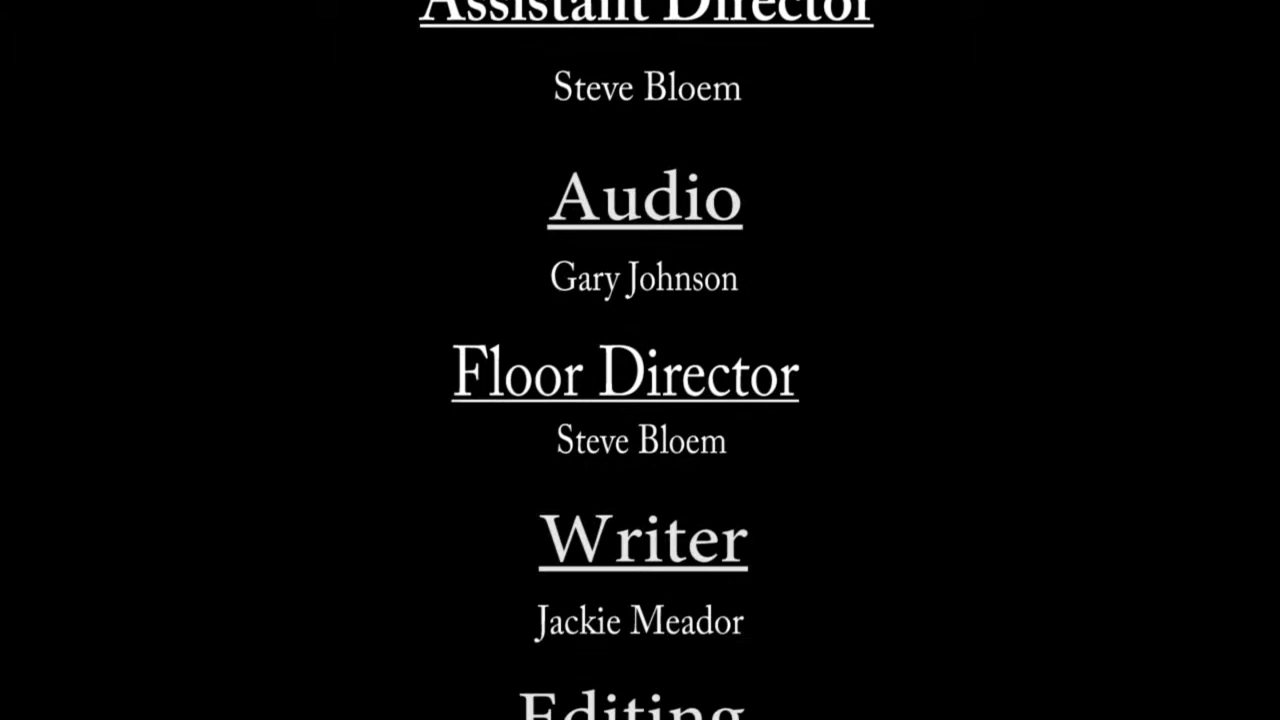 Assistant Director
Steve Bloem
Audio
Gary Johnson
Floor Director
Steve Bloem
Writer
Jackie Meador
Editing